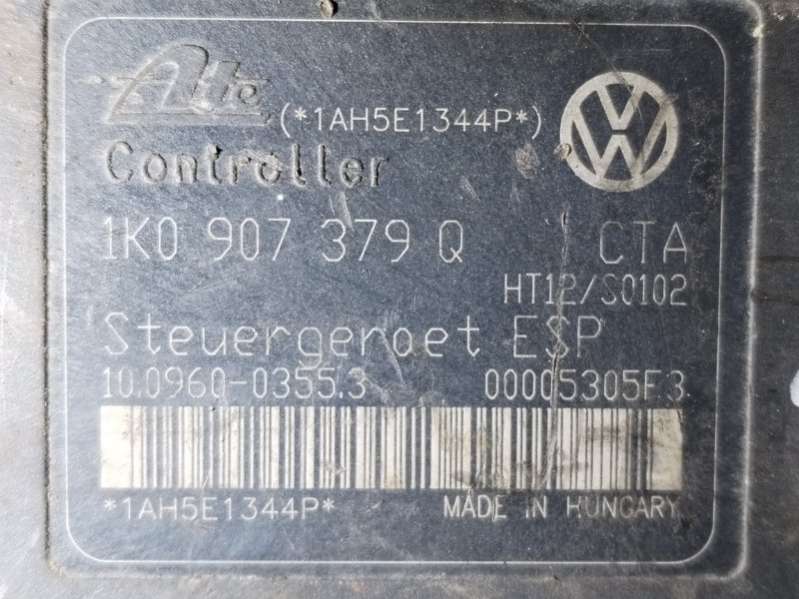 Ate
(*1AH5E1344P*)
Controller
1K0 907 379 Q CTA
HT12/S0102
Steuergeraet ESP
10.0960-0355.3 00005305E3
*1AH5E1344P* MADE IN HUNGARY